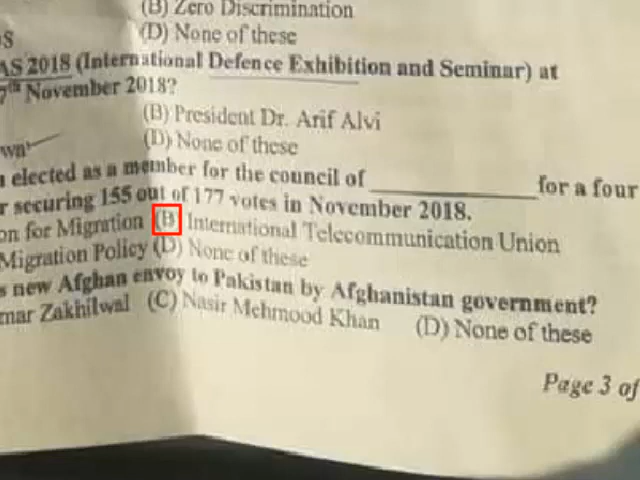 (B) Zero Discrimination
(D) None of these
AS 2018 (International Defence Exhibition and Seminar) at
7th November 2018?
(B) President Dr. Arif Alvi
(D) None of these
elected as a member for the council of ____________ for a four
r securing 155 out of 177 votes in November 2018.
on for Migration (B) International Telecommunication Union
Migration Policy (D) None of these
s new Afghan envoy to Pakistan by Afghanistan government?
mar Zakhilwal (C) Nasir Mehmood Khan (D) None of these
Page 3 of